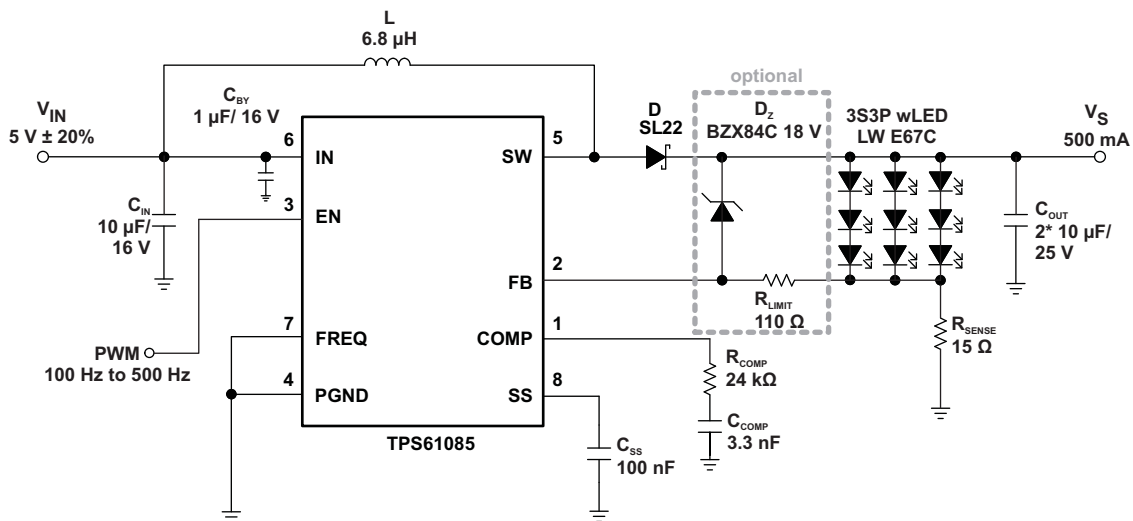 L
6.8 µH
optional
V_IN
5 V ± 20%
C_BY
1 µF/ 16 V
D
SL22
D_Z
BZX84C 18 V
3S3P wLED
LW E67C
V_S
500 mA
6
IN
5
SW
C_IN
10 µF/
16 V
3
EN
C_OUT
2* 10 µF/
25 V
2
FB
R_LIMIT
110 Ω
7
FREQ
1
COMP
R_SENSE
15 Ω
PWM
100 Hz to 500 Hz
R_COMP
24 kΩ
4
PGND
8
SS
C_COMP
3.3 nF
TPS61085
C_SS
100 nF